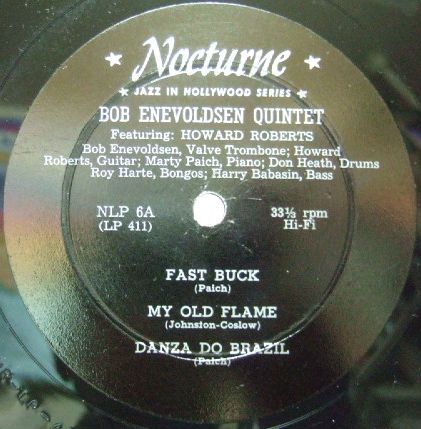 Nocturne
★ JAZZ IN HOLLYWOOD SERIES ★
BOB ENEVOLDSEN QUINTET
Featuring: HOWARD ROBERTS
Bob Enevoldsen, Valve Trombone; Howard
Roberts, Guitar; Marty Paich, Piano; Don Heath, Drums
Roy Harte, Bongos; Harry Babasin, Bass
NLP 6A 33⅓ rpm
(LP 411) Hi-Fi
FAST BUCK
(Paich)
MY OLD FLAME
(Johnston-Coslow)
DANZA DO BRAZIL
(Paich)